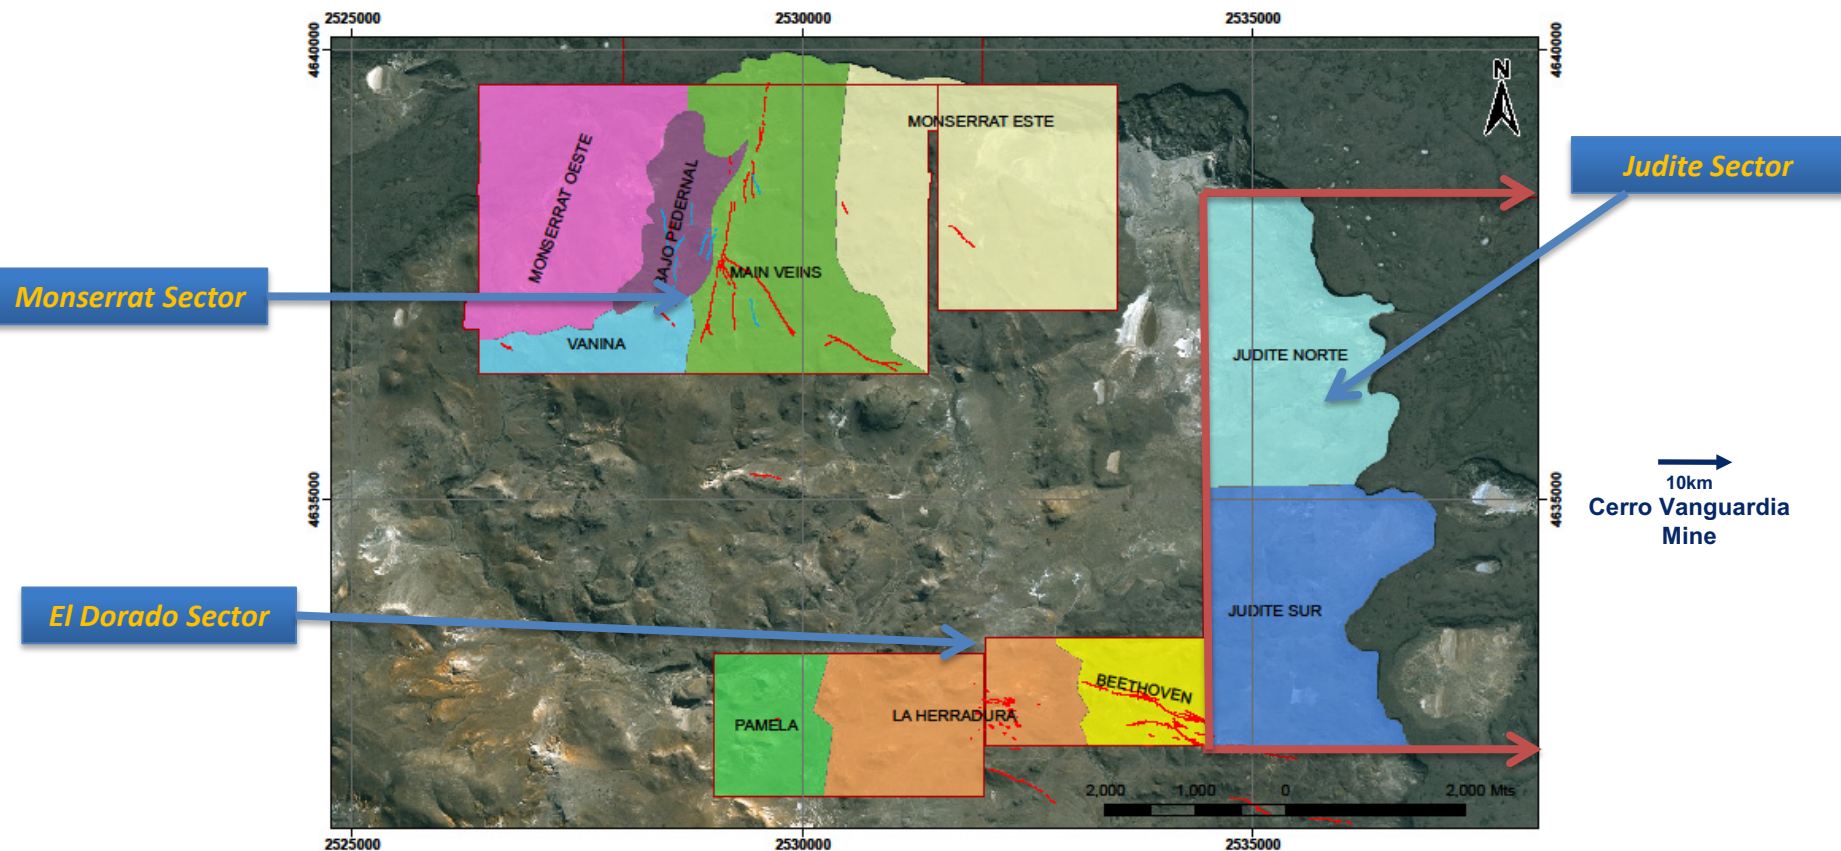 2525000
2530000
2535000
4640000
4640000
N
MONSERRAT ESTE
Judite Sector
MONSERRAT OESTE
BAJO PEDERNAL
MAIN VEINS
Monserrat Sector
VANINA
JUDITE NORTE
4635000
4635000
10km
Cerro Vanguardia
Mine
El Dorado Sector
JUDITE SUR
BEETHOVEN
LA HERRADURA
PAMELA
2,000
1,000
0
2,000 Mts
2525000
2530000
2535000